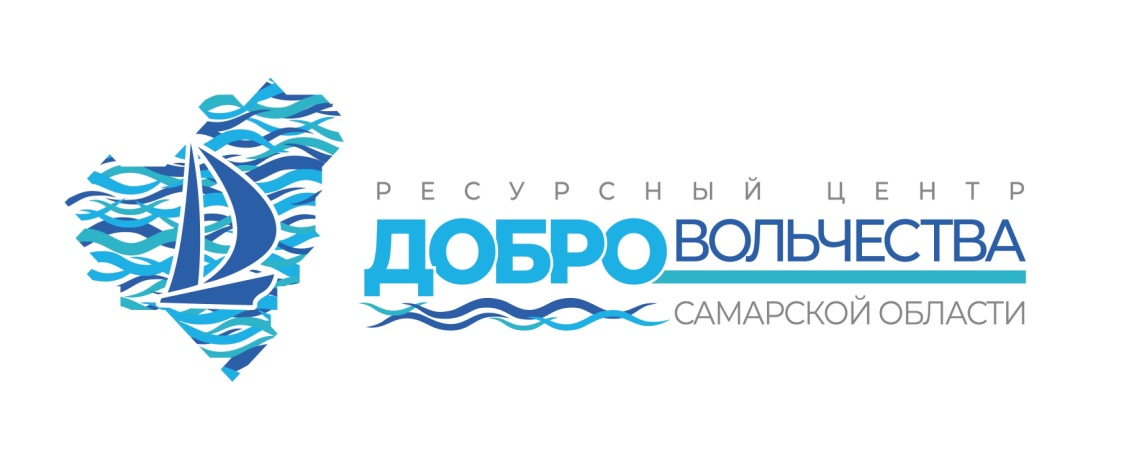 РЕСУРСНЫЙ ЦЕНТР
ДОБРОВОЛЬЧЕСТВА
САМАРСКОЙ ОБЛАСТИ